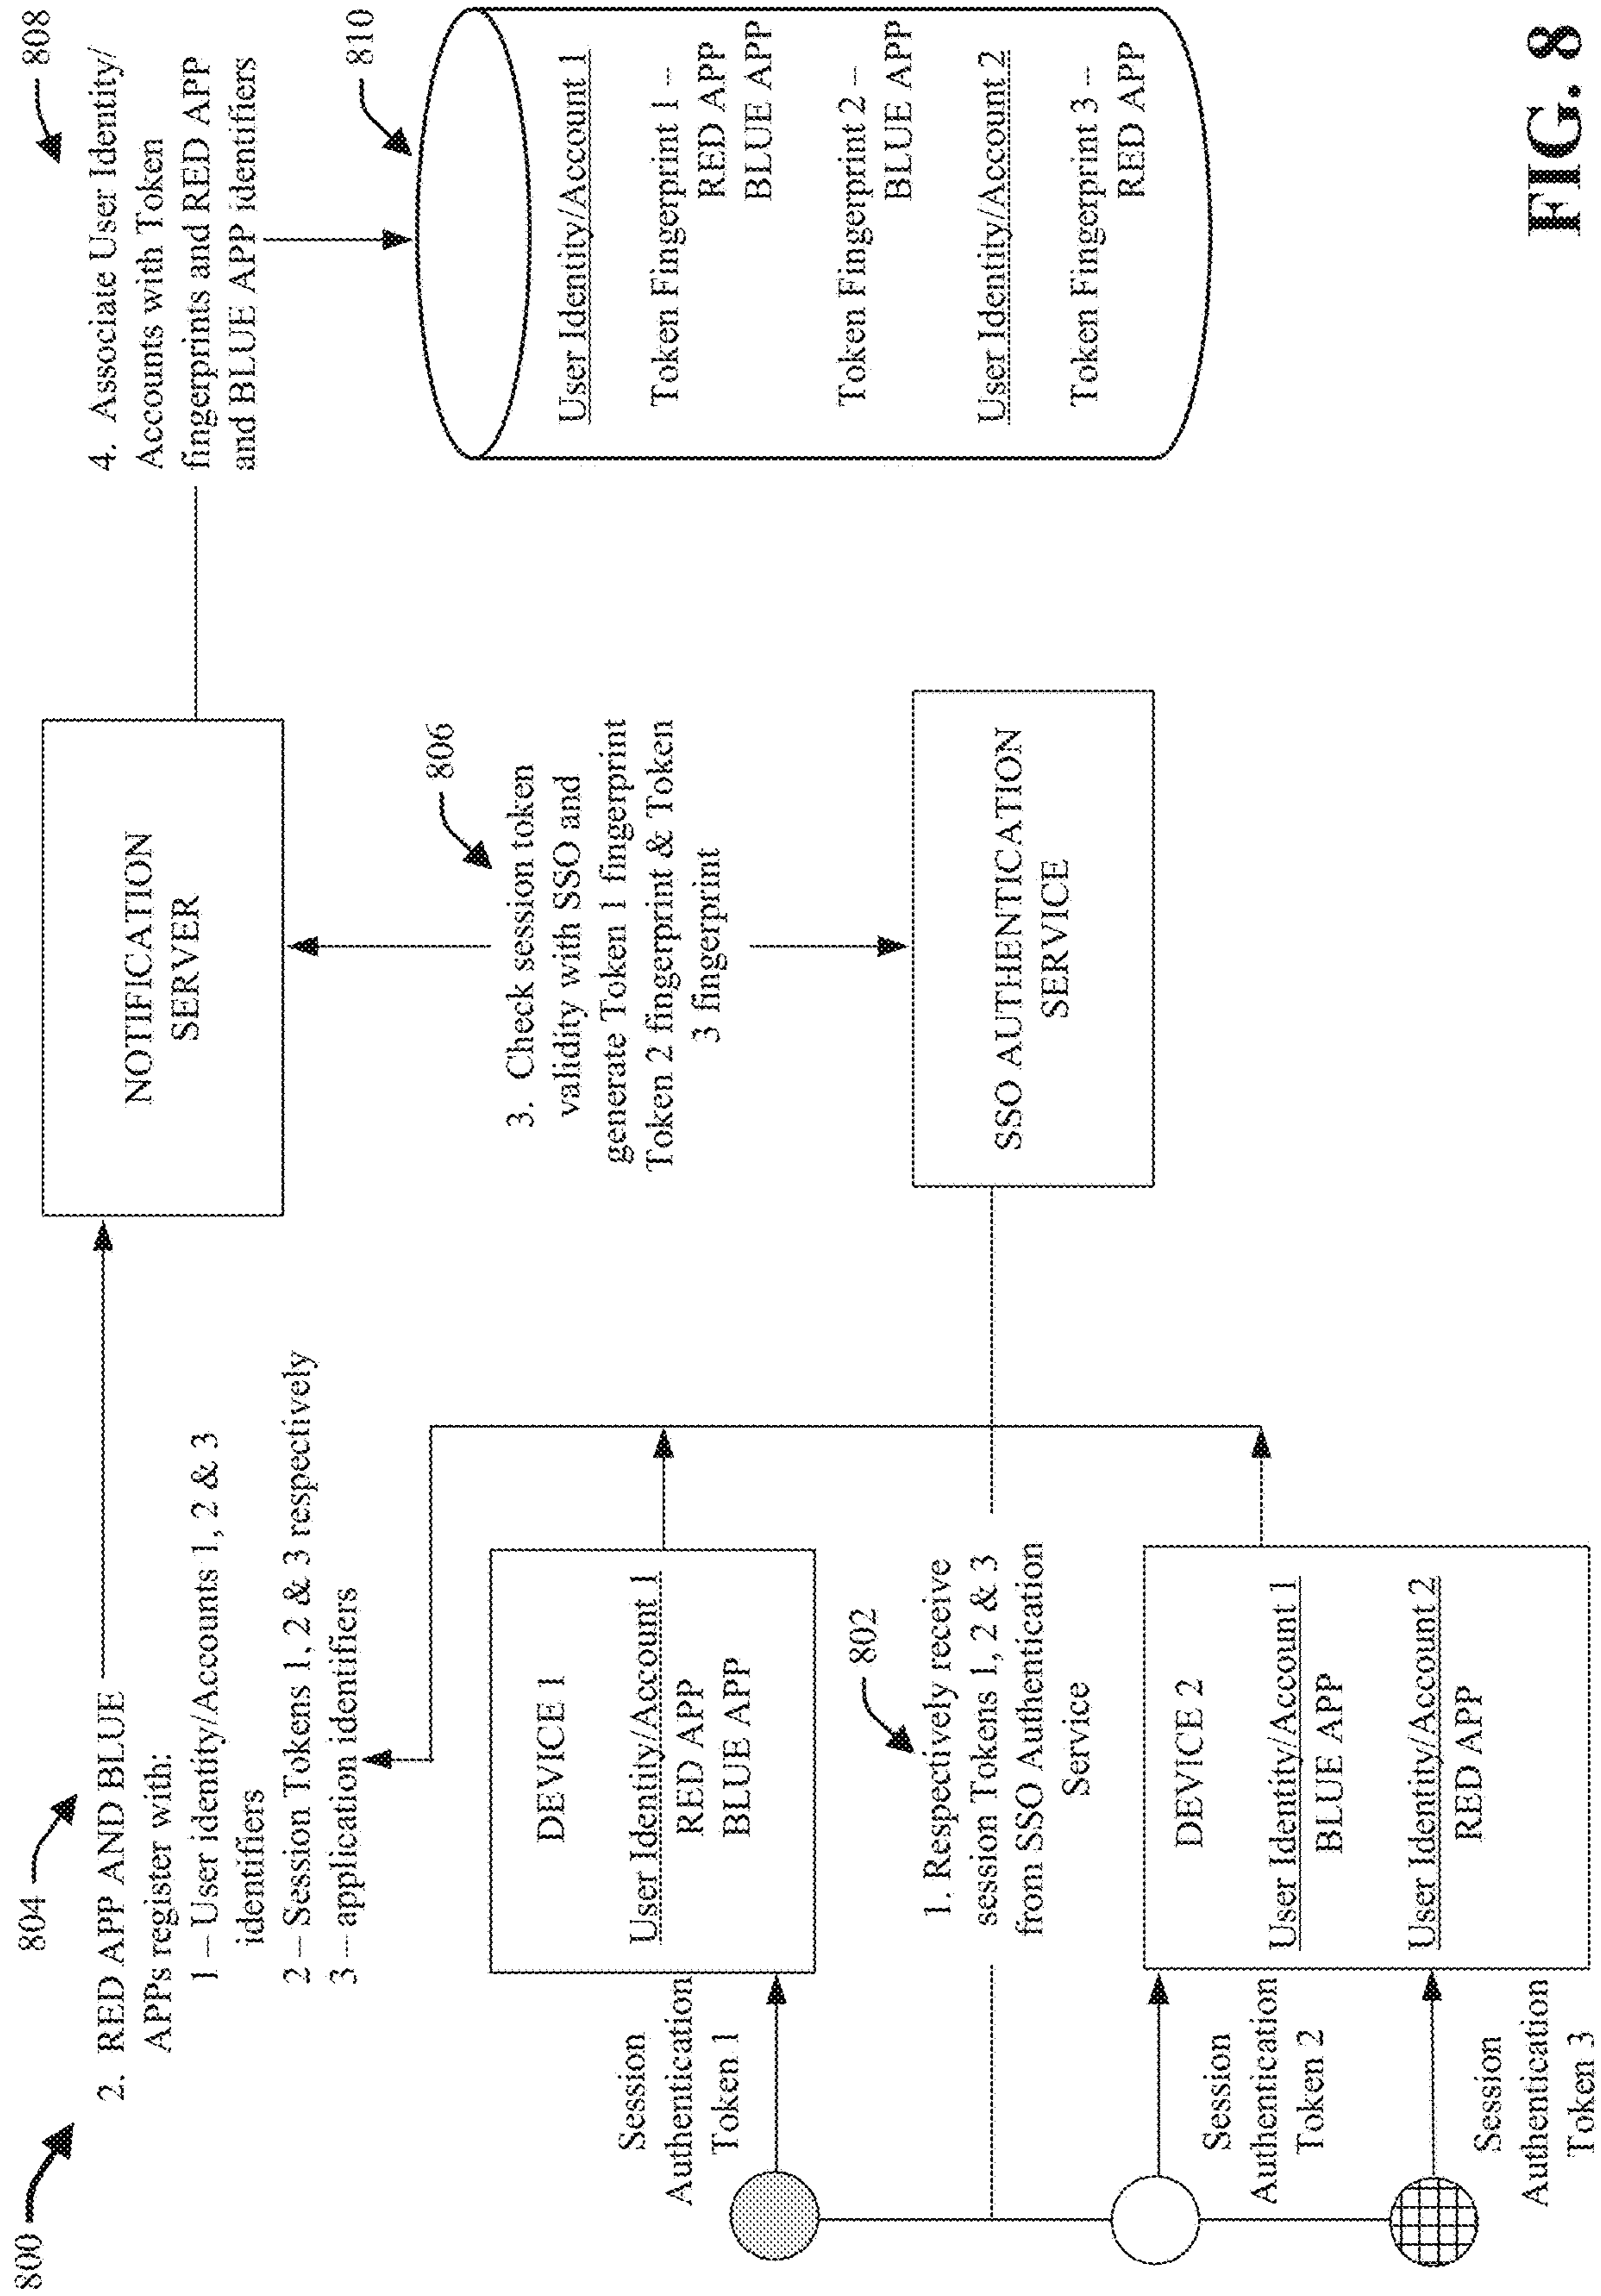 800
804
2. RED APP AND BLUE
APPs register with:
1 – User identity/Accounts 1, 2 & 3
identifiers
2 – Session Tokens 1, 2 & 3 respectively
3 – application identifiers
NOTIFICATION
SERVER
808
4. Associate User Identity/
Accounts with Token
fingerprints and RED APP
and BLUE APP identifiers
810
User Identity/Account 1
Token Fingerprint 1 –
RED APP
BLUE APP
Token Fingerprint 2 –
BLUE APP
User Identity/Account 2
Token Fingerprint 3 –
RED APP
806
3. Check session token
validity with SSO and
generate Token 1 fingerprint
Token 2 fingerprint & Token
3 fingerprint
SSO AUTHENTICATION
SERVICE
Session
Authentication
Token 1
DEVICE 1
User Identity/Account 1
RED APP
BLUE APP
802
1. Respectively receive
session Tokens 1, 2 & 3
from SSO Authentication
Service
Session
Authentication
Token 2
DEVICE 2
User Identity/Account 1
BLUE APP
User Identity/Account 2
RED APP
Session
Authentication
Token 3
FIG. 8